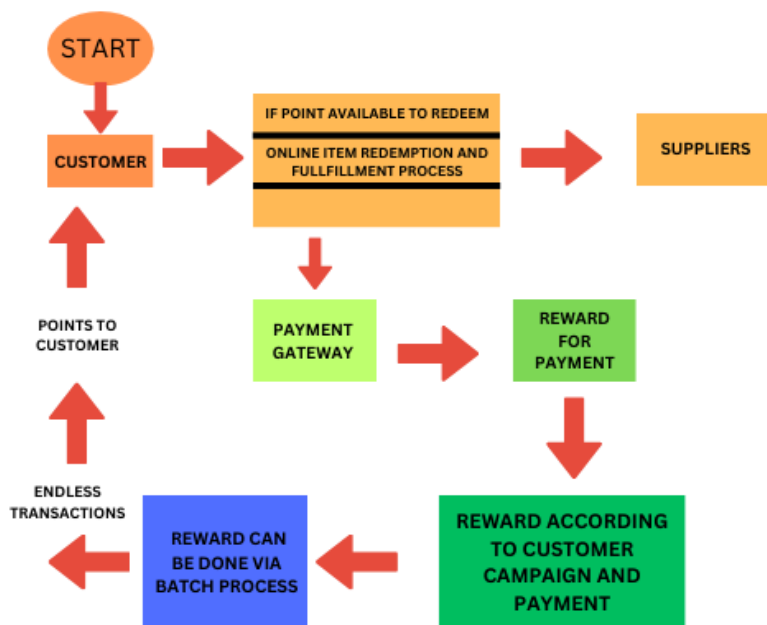 START
CUSTOMER
IF POINT AVAILABLE TO REDEEM
ONLINE ITEM REDEMPTION AND
FULLFILLMENT PROCESS
SUPPLIERS
PAYMENT
GATEWAY
REWARD
FOR
PAYMENT
REWARD ACCORDING
TO CUSTOMER
CAMPAIGN AND
PAYMENT
REWARD CAN
BE DONE VIA
BATCH PROCESS
ENDLESS
TRANSACTIONS
POINTS TO
CUSTOMER